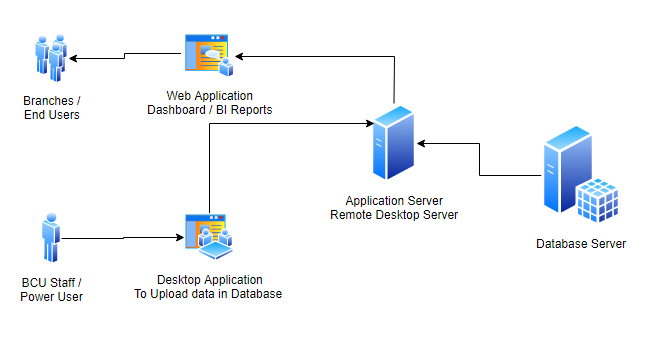 Branches /
End Users
Web Application
Dashboard / BI Reports
Application Server
Remote Desktop Server
Database Server
BCU Staff /
Power User
Desktop Application
To Upload data in Database